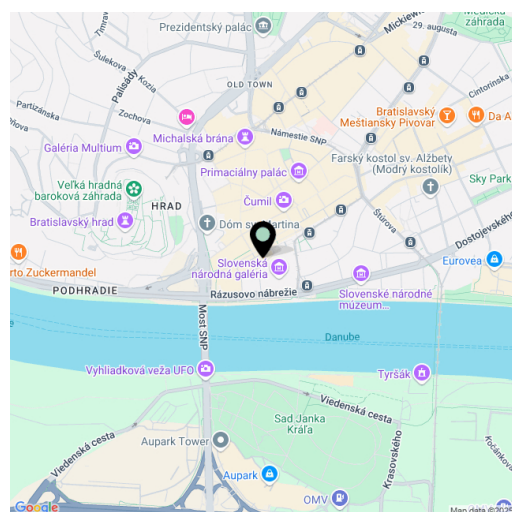 Prezidentský palác
Mickiew
29. augusta
záhrada
Timrav
Šulekova
Kozia
Palisády
OLD TOWN
Cintorínska
Partizánska
Zochova
Bratislavský
Meštiansky Pivovar
Da A
Námestie SNP
Michalská brána
Galéria Multium
Farský kostol sv. Alžbety
(Modrý kostolík)
Primaciálny palác
Sky Park
Veľká hradná
baroková záhrada
Čumil
HRAD
Štúrova
Bratislavský hrad
Dóm sv. Martina
Dostojevského
Eurovea
Slovenská
národná galéria
rto Zuckermandel
PODHRADIE
Rázusovo nábrežie
Slovenské národné
múzeum...
Most SNP
Danube
Vyhliadková veža UFO
Tyršák
Viedenská cesta
Sad Janka
Kráľa
Viedenská cesta
Aupark Tower
Krasovského
Kočánkova
Aupark
OMV
Google
Map data ©2025